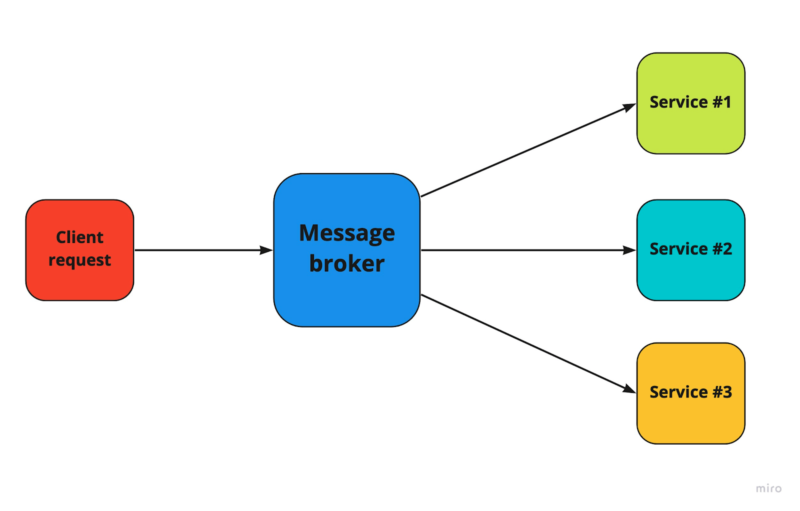 Service #1
Client
request
Message
broker
Service #2
Service #3
miro